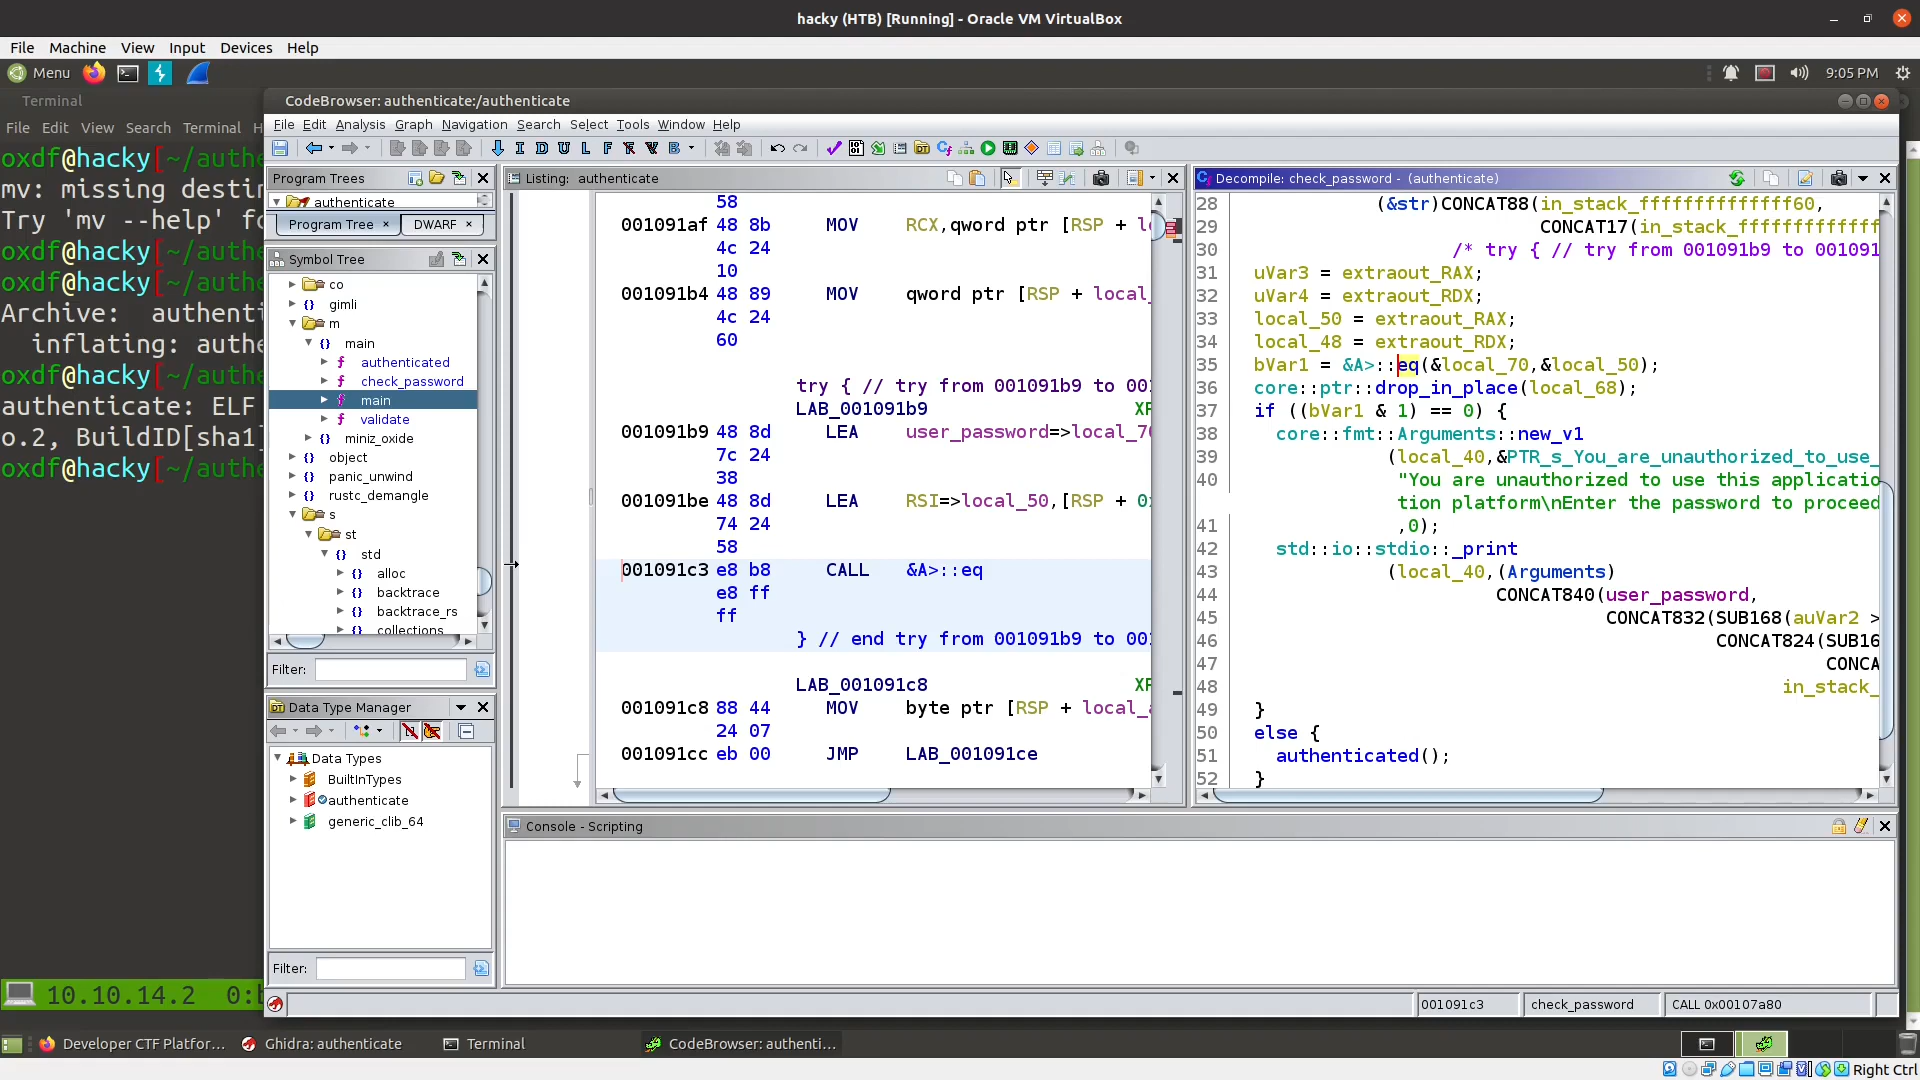 hacky (HTB) [Running] - Oracle VM VirtualBox
File Machine View Input Devices Help
Menu 9:05 PM
Terminal
File Edit View Search Terminal H
oxdf@hacky[~/authe
mv: missing destin
Try 'mv --help' fo
oxdf@hacky[~/authe
oxdf@hacky[~/authe
Archive:  authenti
inflating: authe
oxdf@hacky[~/authe
authenticate: ELF
o.2, BuildID[sha1]
oxdf@hacky[~/authe
10.10.14.2 0:b
CodeBrowser: authenticate:/authenticate
File Edit Analysis Graph Navigation Search Select Tools Window Help
I D U L F B
Program Trees
authenticate
Program Tree × DWARF ×
Symbol Tree
co
gimli
m
main
authenticated
check_password
main
validate
miniz_oxide
object
panic_unwind
rustc_demangle
s
st
std
alloc
backtrace
backtrace_rs
collections
Filter:
Data Type Manager
Data Types
BuiltInTypes
authenticate
generic_clib_64
Filter:
Listing: authenticate
58
001091af 48 8b MOV RCX,qword ptr [RSP + l
4c 24
10
001091b4 48 89 MOV qword ptr [RSP + local_
4c 24
60
try { // try from 001091b9 to 001
LAB_001091b9 XR
001091b9 48 8d LEA user_password=>local_70
7c 24
38
001091be 48 8d LEA RSI=>local_50,[RSP + 0x
74 24
58
001091c3 e8 b8 CALL &A>::eq
e8 ff
ff
} // end try from 001091b9 to 001
LAB_001091c8 XR
001091c8 88 44 MOV byte ptr [RSP + local_a
24 07
001091cc eb 00 JMP LAB_001091ce
Decompile: check_password - (authenticate)
28 (&str)CONCAT88(in_stack_ffffffffffffff60,
29 CONCAT17(in_stack_fffffffffffff
30 /* try { // try from 001091b9 to 001091
31 uVar3 = extraout_RAX;
32 uVar4 = extraout_RDX;
33 local_50 = extraout_RAX;
34 local_48 = extraout_RDX;
35 bVar1 = &A>::eq(&local_70,&local_50);
36 core::ptr::drop_in_place(local_68);
37 if ((bVar1 & 1) == 0) {
38 core::fmt::Arguments::new_v1
39 (local_40,&PTR_s_You_are_unauthorized_to_use_
40 "You are unauthorized to use this applicatio
tion platform\nEnter the password to proceed
41 ,0);
42 std::io::stdio::_print
43 (local_40,(Arguments)
44 CONCAT840(user_password,
45 CONCAT832(SUB168(auVar2 >
46 CONCAT824(SUB16
47 CONCA
48 in_stack_
49 }
50 else {
51 authenticated();
52 }
Console - Scripting
001091c3 check_password CALL 0x00107a80
Developer CTF Platfor... Ghidra: authenticate Terminal CodeBrowser: authenti...
Right Ctrl